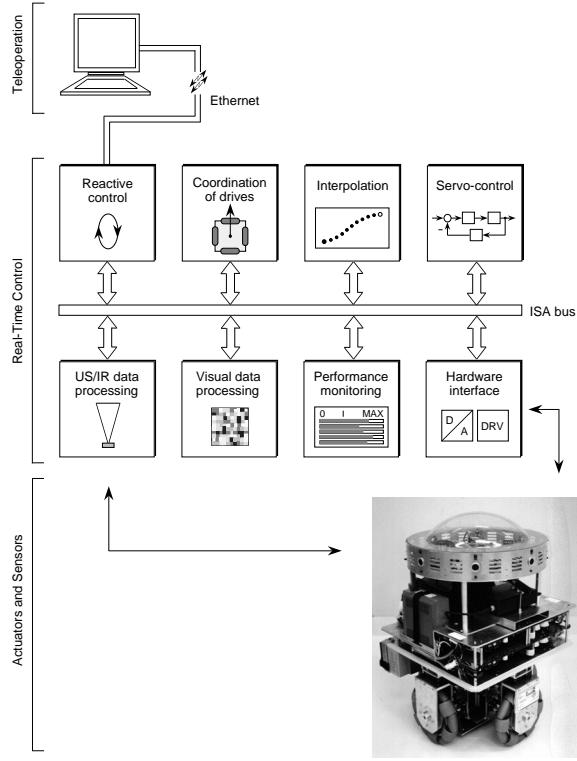 Teleoperation
Ethernet
Real-Time Control
Reactive
control
Coordination
of drives
Interpolation
Servo-control
ISA bus
US/IR data
processing
Visual data
processing
Performance
monitoring
0 I MAX
Hardware
interface
D
A
DRV
Actuators and Sensors